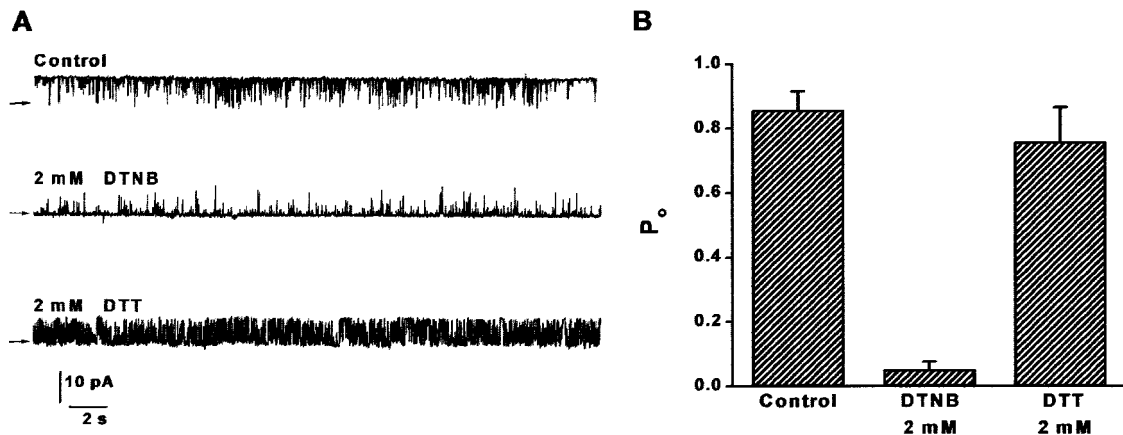 A
Control
2 mM DTNB
2 mM DTT
10 pA
2 s
B
1.0
0.8
0.6
0.4
0.2
0.0
Po
Control
DTNB
2 mM
DTT
2 mM